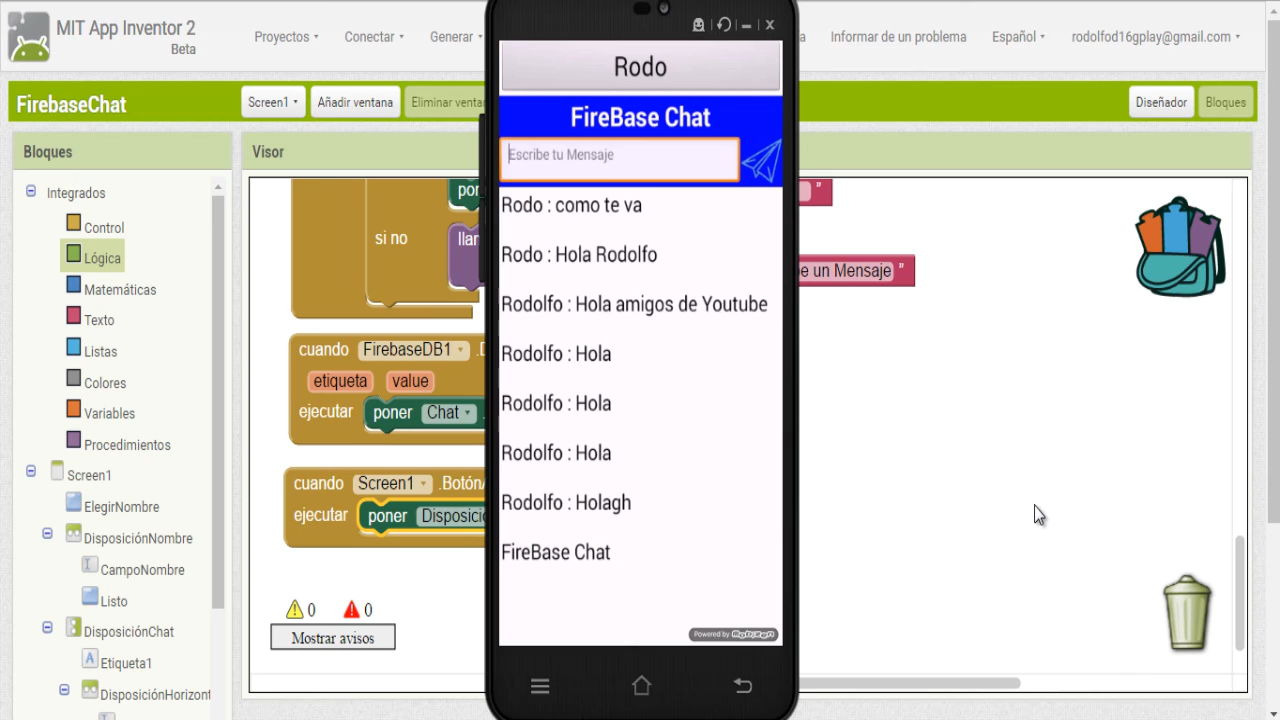 MIT App Inventor 2
Beta
Proyectos
Conectar
Generar
Informar de un problema
Español
rodolfod16gplay@gmail.com
FirebaseChat
Screen1
Añadir ventana
Eliminar
Diseñador
Bloques
Bloques
Visor
Integrados
Control
Lógica
Matemáticas
Texto
Listas
Colores
Variables
Procedimientos
Screen1
ElegirNombre
DisposiciónNombre
CampoNombre
Listo
DisposiciónChat
Etiqueta1
si no
un Mensaje ”
”
cuando FirebaseDB1
etiqueta value
ejecutar poner Chat
cuando Screen1
ejecutar poner
0 0
Mostrar avisos
Rodo
FireBase Chat
Escribe tu Mensaje
Rodo : como te va
Rodo : Hola Rodolfo
Rodolfo : Hola amigos de Youtube
Rodolfo : Hola
Rodolfo : Hola
Rodolfo : Hola
Rodolfo : Holagh
FireBase Chat
Powered by